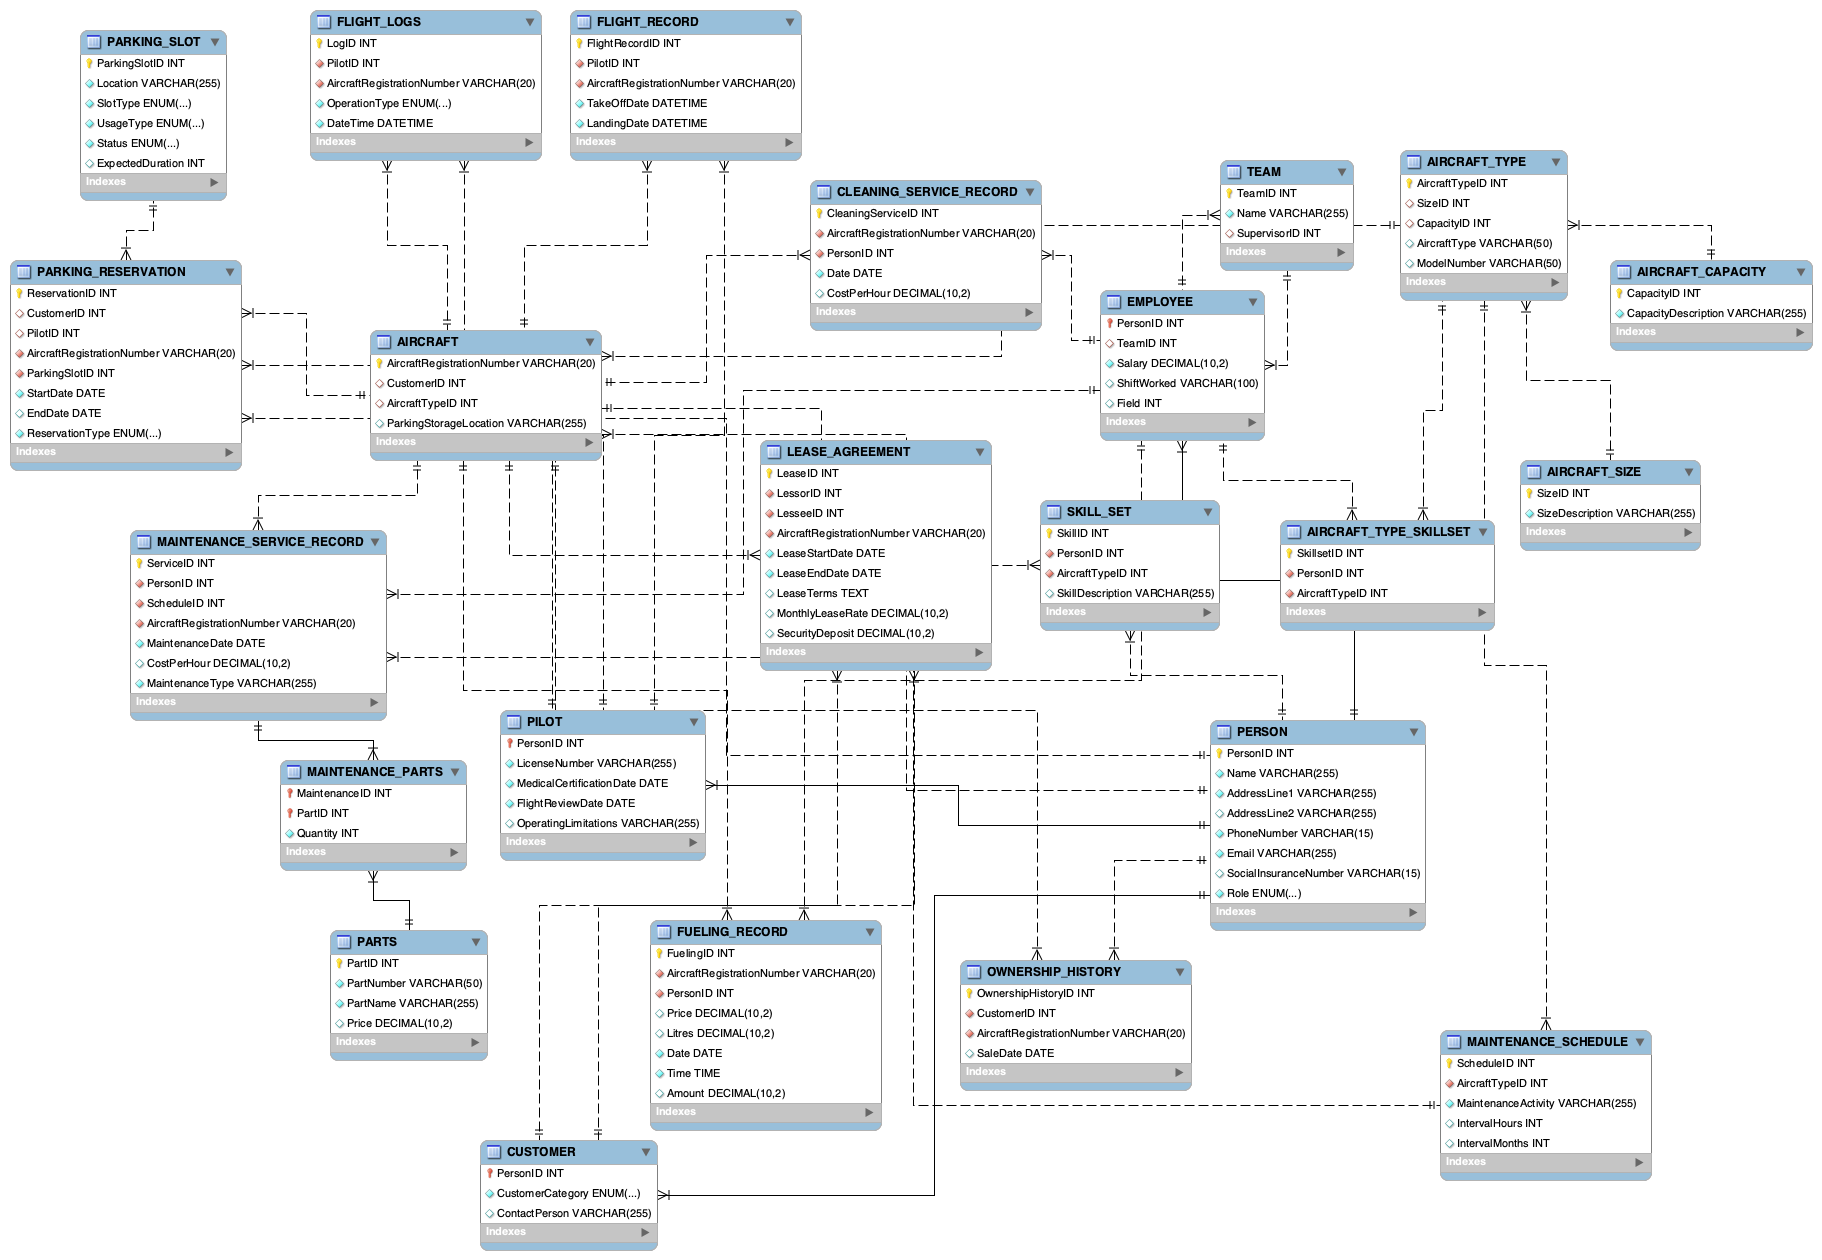 PARKING_SLOT
ParkingSlotID INT
Location VARCHAR(255)
SlotType ENUM(...)
UsageType ENUM(...)
Status ENUM(...)
ExpectedDuration INT
Indexes
FLIGHT_LOGS
LogID INT
PilotID INT
AircraftRegistrationNumber VARCHAR(20)
OperationType ENUM(...)
DateTime DATETIME
Indexes
FLIGHT_RECORD
FlightRecordID INT
PilotID INT
AircraftRegistrationNumber VARCHAR(20)
TakeOffDate DATETIME
LandingDate DATETIME
Indexes
CLEANING_SERVICE_RECORD
CleaningServiceID INT
AircraftRegistrationNumber VARCHAR(20)
PersonID INT
Date DATE
CostPerHour DECIMAL(10,2)
Indexes
TEAM
TeamID INT
Name VARCHAR(255)
SupervisorID INT
Indexes
AIRCRAFT_TYPE
AircraftTypeID INT
SizeID INT
CapacityID INT
AircraftType VARCHAR(50)
ModelNumber VARCHAR(50)
Indexes
AIRCRAFT_CAPACITY
CapacityID INT
CapacityDescription VARCHAR(255)
Indexes
PARKING_RESERVATION
ReservationID INT
CustomerID INT
PilotID INT
AircraftRegistrationNumber VARCHAR(20)
ParkingSlotID INT
StartDate DATE
EndDate DATE
ReservationType ENUM(...)
Indexes
AIRCRAFT
AircraftRegistrationNumber VARCHAR(20)
CustomerID INT
AircraftTypeID INT
ParkingStorageLocation VARCHAR(255)
Indexes
EMPLOYEE
PersonID INT
TeamID INT
Salary DECIMAL(10,2)
ShiftWorked VARCHAR(100)
Field INT
Indexes
LEASE_AGREEMENT
LeaseID INT
LessorID INT
LesseeID INT
AircraftRegistrationNumber VARCHAR(20)
LeaseStartDate DATE
LeaseEndDate DATE
LeaseTerms TEXT
MonthlyLeaseRate DECIMAL(10,2)
SecurityDeposit DECIMAL(10,2)
Indexes
SKILL_SET
SkillID INT
PersonID INT
AircraftTypeID INT
SkillDescription VARCHAR(255)
Indexes
AIRCRAFT_TYPE_SKILLSET
SkillsetID INT
PersonID INT
AircraftTypeID INT
Indexes
AIRCRAFT_SIZE
SizeID INT
SizeDescription VARCHAR(255)
Indexes
MAINTENANCE_SERVICE_RECORD
ServiceID INT
PersonID INT
ScheduleID INT
AircraftRegistrationNumber VARCHAR(20)
MaintenanceDate DATE
CostPerHour DECIMAL(10,2)
MaintenanceType VARCHAR(255)
Indexes
PILOT
PersonID INT
LicenseNumber VARCHAR(255)
MedicalCertificationDate DATE
FlightReviewDate DATE
OperatingLimitations VARCHAR(255)
Indexes
PERSON
PersonID INT
Name VARCHAR(255)
AddressLine1 VARCHAR(255)
AddressLine2 VARCHAR(255)
PhoneNumber VARCHAR(15)
Email VARCHAR(255)
SocialInsuranceNumber VARCHAR(15)
Role ENUM(...)
Indexes
MAINTENANCE_PARTS
MaintenanceID INT
PartID INT
Quantity INT
Indexes
PARTS
PartID INT
PartNumber VARCHAR(50)
PartName VARCHAR(255)
Price DECIMAL(10,2)
Indexes
FUELING_RECORD
FuelingID INT
AircraftRegistrationNumber VARCHAR(20)
PersonID INT
Price DECIMAL(10,2)
Litres DECIMAL(10,2)
Date DATE
Time TIME
Amount DECIMAL(10,2)
Indexes
OWNERSHIP_HISTORY
OwnershipHistoryID INT
CustomerID INT
AircraftRegistrationNumber VARCHAR(20)
SaleDate DATE
Indexes
MAINTENANCE_SCHEDULE
ScheduleID INT
AircraftTypeID INT
MaintenanceActivity VARCHAR(255)
IntervalHours INT
IntervalMonths INT
Indexes
CUSTOMER
PersonID INT
CustomerCategory ENUM(...)
ContactPerson VARCHAR(255)
Indexes